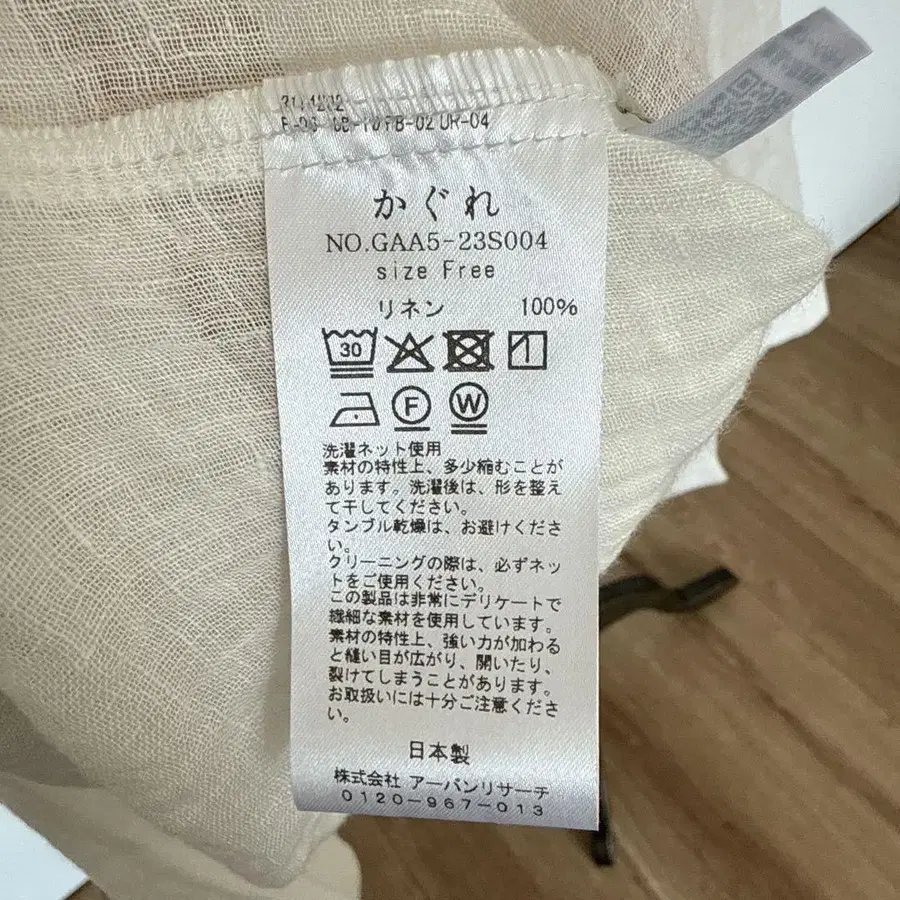 かぐれ
NO.GAA5-23S004
size Free
リネン 100%
30
F W
洗濯ネット使用
素材の特性上、多少縮むことが
あります。洗濯後は、形を整え
て干してください。
タンブル乾燥は、お避けくださ
い。
クリーニングの際は、必ずネッ
トをご使用ください。
この製品は非常にデリケートで
繊細な素材を使用しています。
素材の特性上、強い力が加わる
と縫い目が広がり、開いたり、
裂けてしまうことがあります。
お取扱いには十分ご注意くださ
い。
日本製
株式会社 アーバンリサーチ
0120-967-013